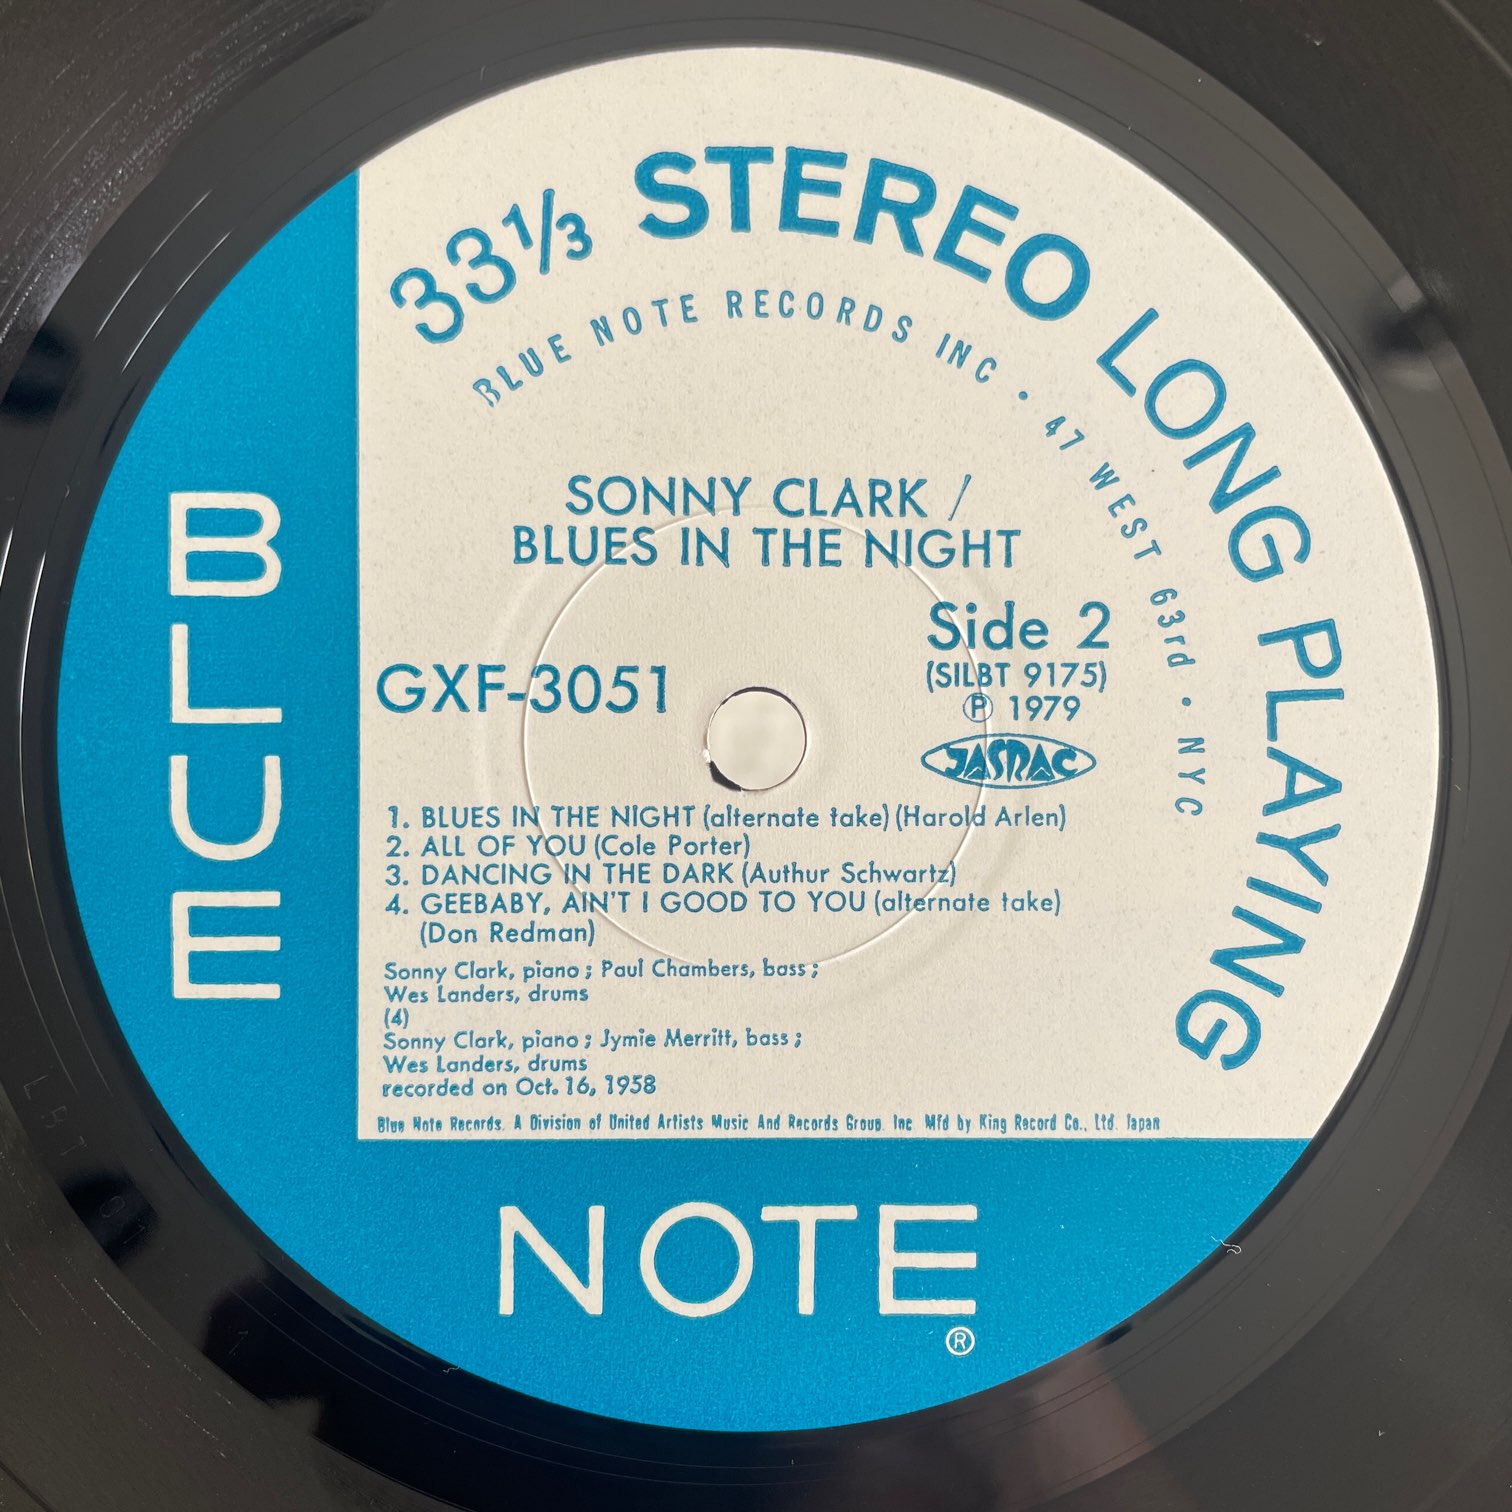 33⅓ STEREO LONG PLAYING
BLUE NOTE RECORDS INC • 47 WEST 63rd • NYC
SONNY CLARK /
BLUES IN THE NIGHT
Side 2
GXF-3051
(SILBT 9175)
Ⓟ 1979
JASRAC
1. BLUES IN THE NIGHT (alternate take) (Harold Arlen)
2. ALL OF YOU (Cole Porter)
3. DANCING IN THE DARK (Authur Schwartz)
4. GEEBABY, AIN'T I GOOD TO YOU (alternate take)
(Don Redman)
Sonny Clark, piano ; Paul Chambers, bass ;
Wes Landers, drums
(4)
Sonny Clark, piano ; Jymie Merritt, bass ;
Wes Landers, drums
recorded on Oct. 16, 1958
Blue Note Records. A Division of United Artists Music And Records Group. Inc. Mfd by King Record Co., Ltd. Japan
BLUE
NOTE
®